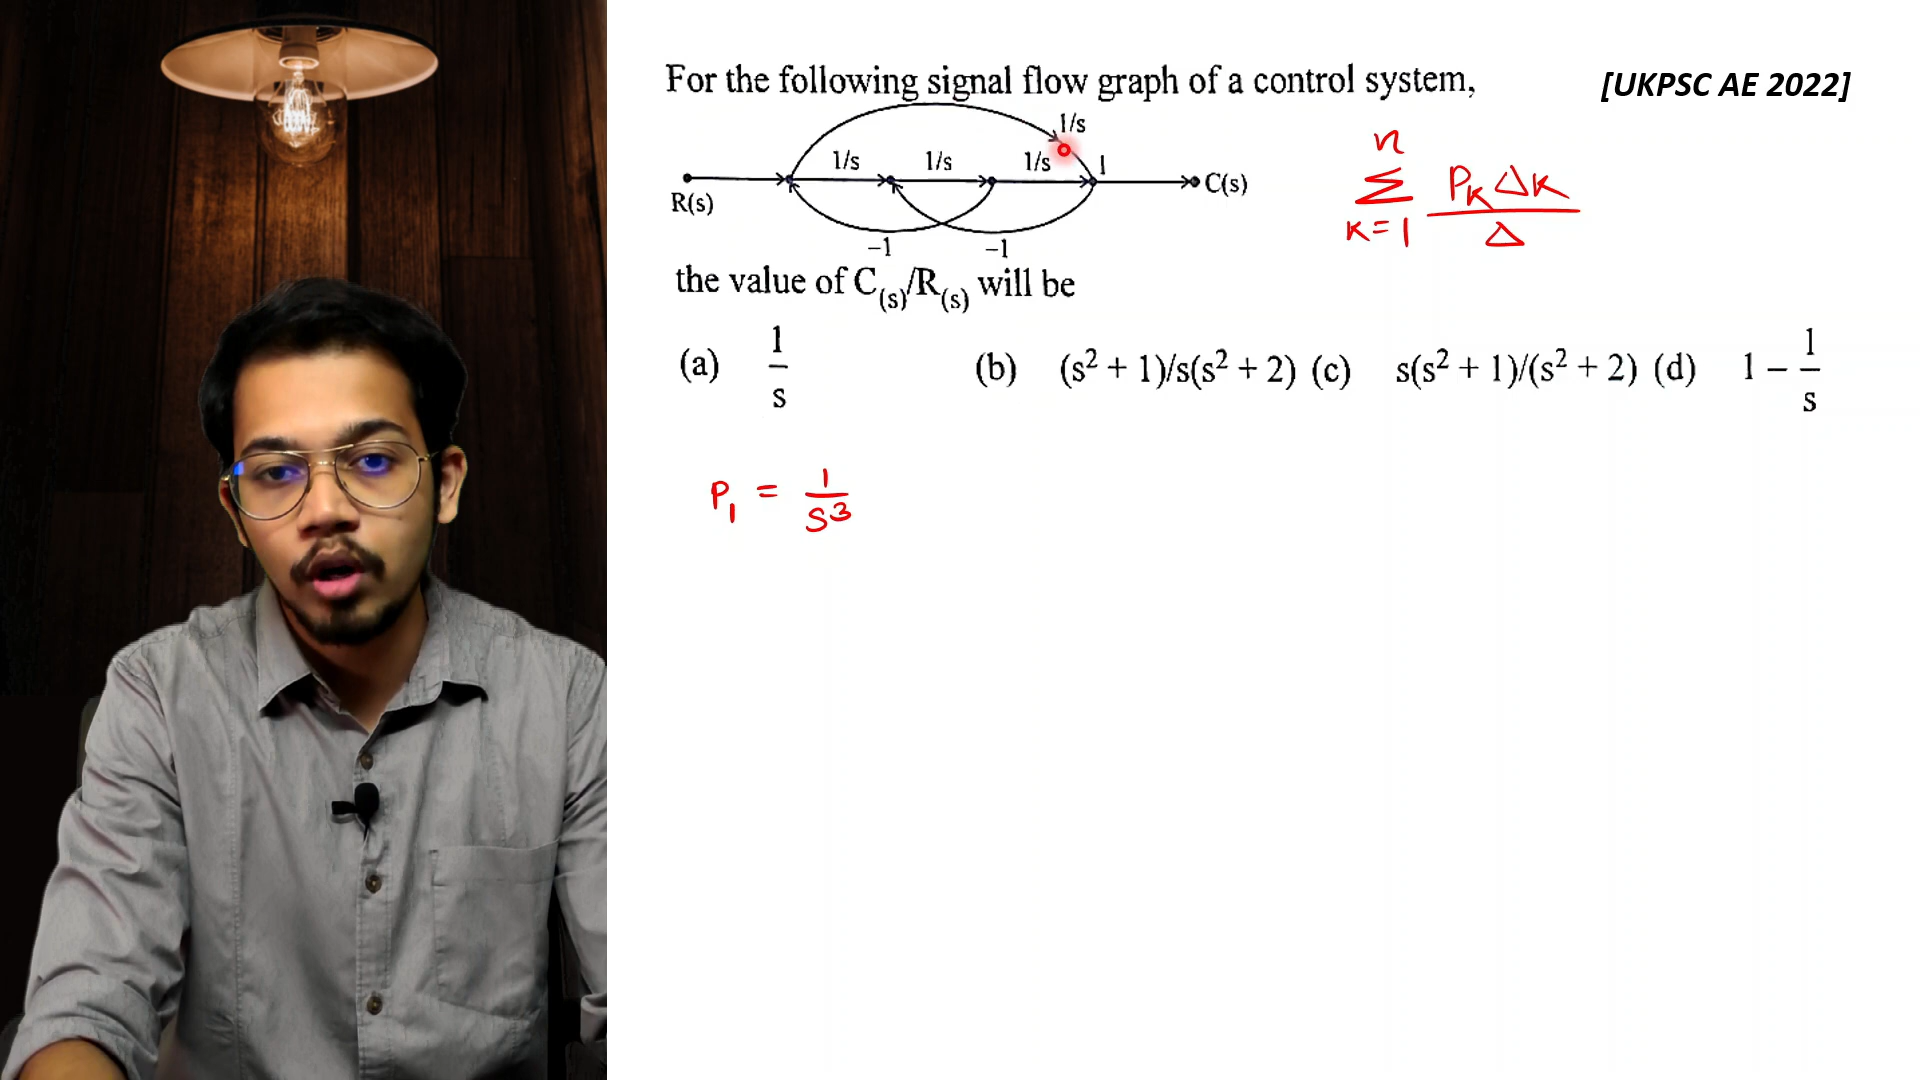 For the following signal flow graph of a control system,
[UKPSC AE 2022]
1/s
1/s 1/s 1/s 1
R(s) C(s)
–1 –1
n
Σ P_K ΔK / Δ
K = 1
the value of C(s)/R(s) will be
(a) 1/s (b) (s² + 1)/s(s² + 2) (c) s(s² + 1)/(s² + 2) (d) 1 – 1/s
P₁ = 1/s³